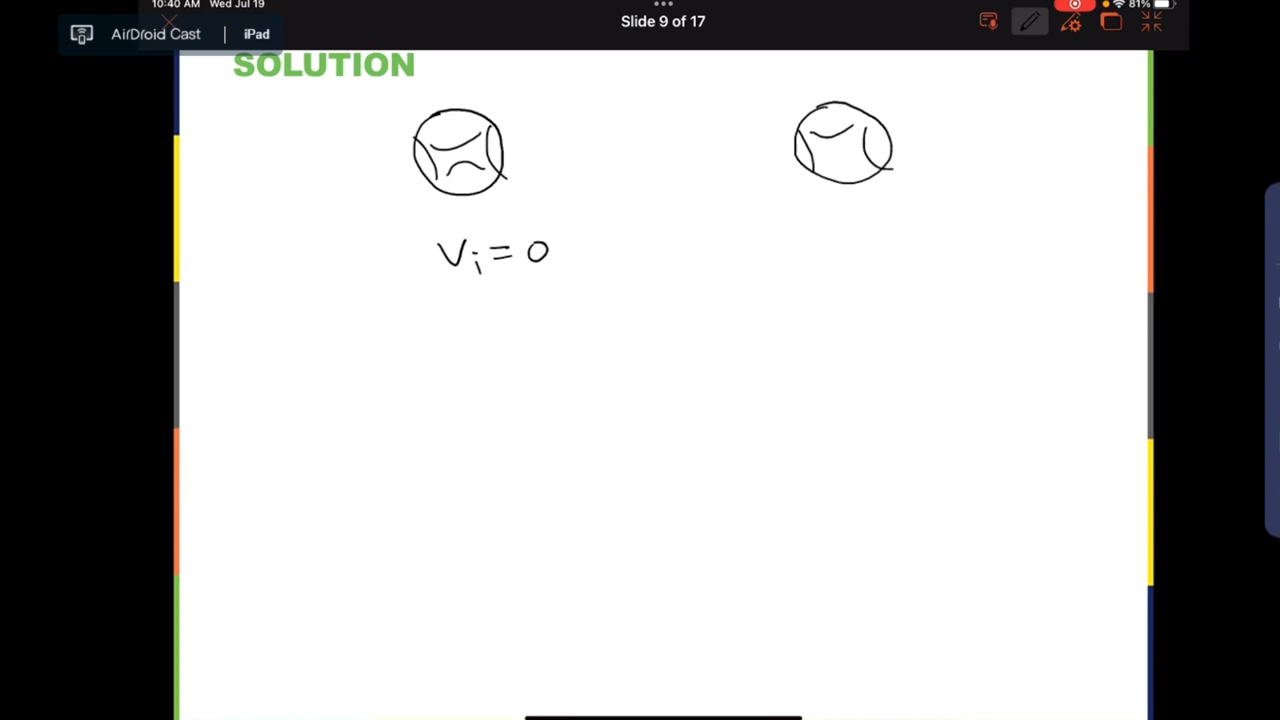 10:40 AM Wed Jul 19
81%
AirDroid Cast | iPad
Slide 9 of 17
SOLUTION
Vi = 0